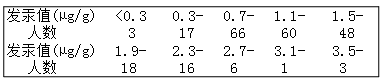 发汞值(μg/g) <0.3 0.3- 0.7- 1.1- 1.5-
人数 3 17 66 60 48
发汞值(μg/g) 1.9- 2.3- 2.7- 3.1- 3.5-
人数 18 16 6 1 3